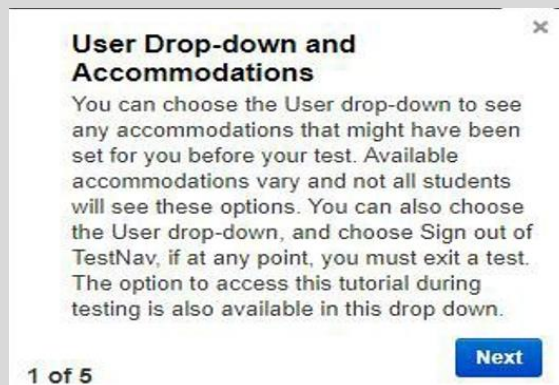 ×
User Drop-down and
Accommodations
You can choose the User drop-down to see
any accommodations that might have been
set for you before your test. Available
accommodations vary and not all students
will see these options. You can also choose
the User drop-down, and choose Sign out of
TestNav, if at any point, you must exit a test.
The option to access this tutorial during
testing is also available in this drop down.
Next
1 of 5